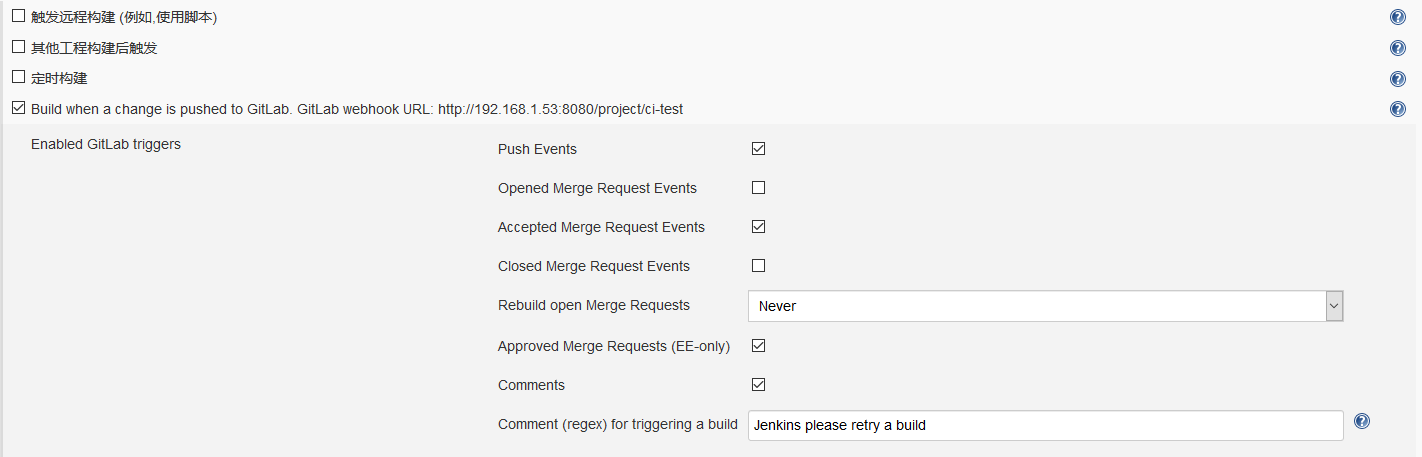 触发远程构建 (例如,使用脚本)
其他工程构建后触发
定时构建
Build when a change is pushed to GitLab. GitLab webhook URL: http://192.168.1.53:8080/project/ci-test
Enabled GitLab triggers
Push Events
Opened Merge Request Events
Accepted Merge Request Events
Closed Merge Request Events
Rebuild open Merge Requests Never
Approved Merge Requests (EE-only)
Comments
Comment (regex) for triggering a build Jenkins please retry a build